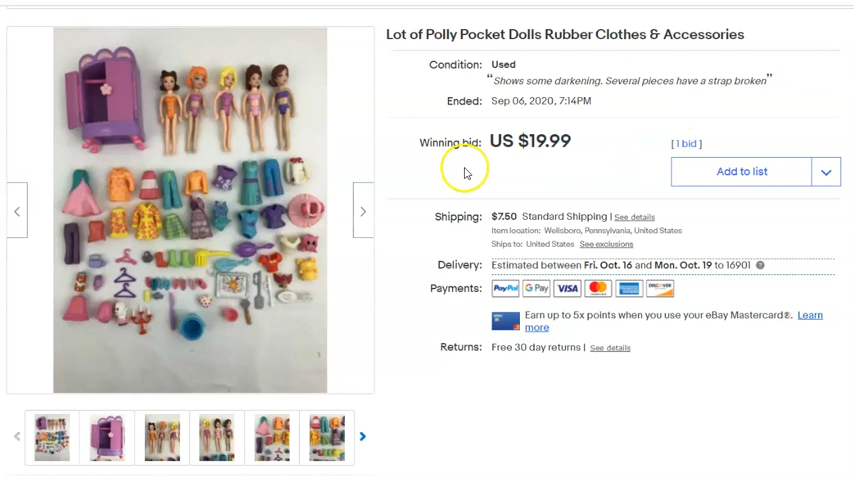 Lot of Polly Pocket Dolls Rubber Clothes & Accessories
Condition: Used
“Shows some darkening. Several pieces have a strap broken”
Ended: Sep 06, 2020, 7:14PM
Winning bid: US $19.99 [ 1 bid ]
Add to list
Shipping: $7.50 Standard Shipping | See details
Item location: Wellsboro, Pennsylvania, United States
Ships to: United States See exclusions
Delivery: Estimated between Fri. Oct. 16 and Mon. Oct. 19 to 16901
Payments: PayPal G Pay VISA mastercard DISCOVER
Earn up to 5x points when you use your eBay Mastercard®. Learn
more
Returns: Free 30 day returns | See details